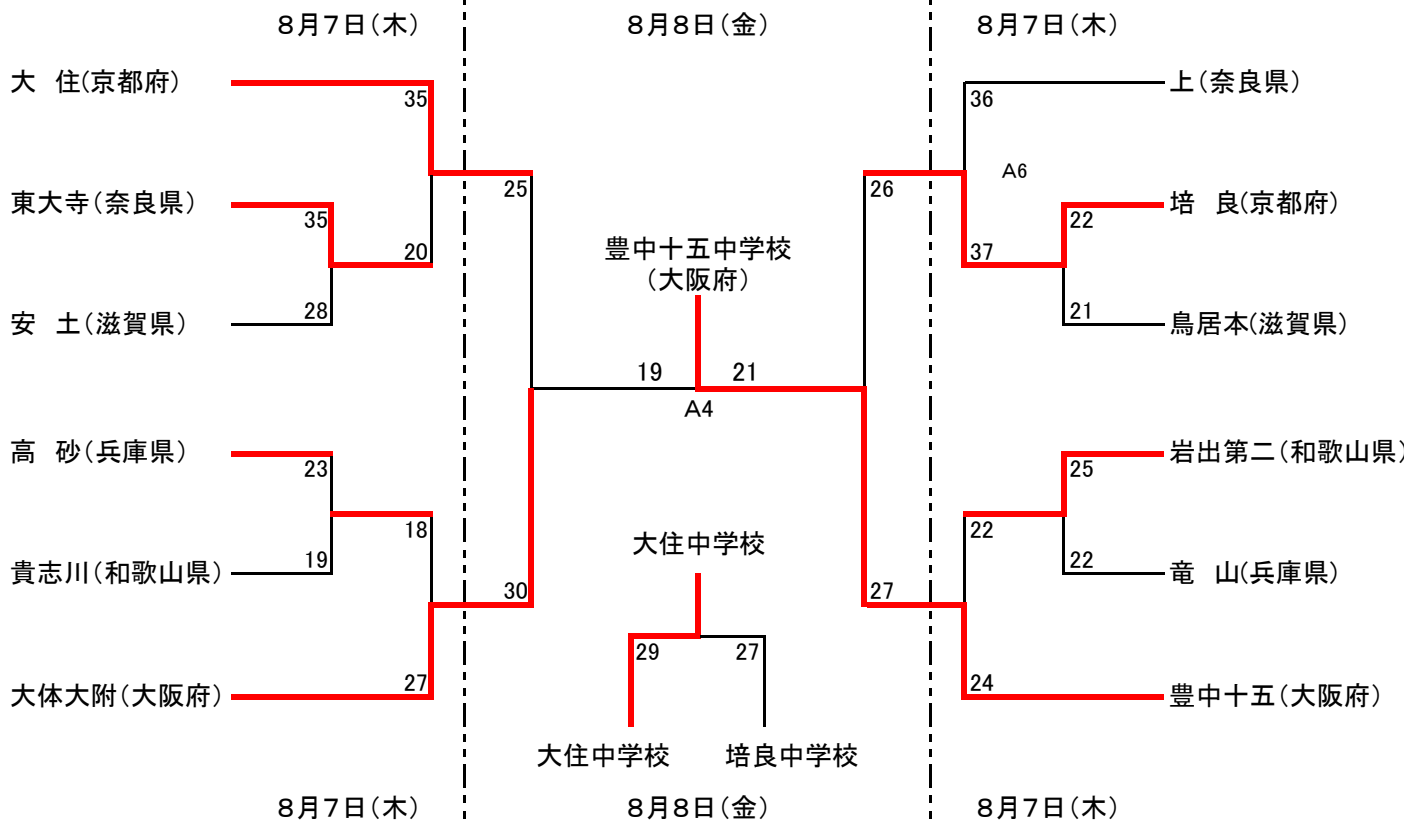 8月7日(木)
8月8日(金)
8月7日(木)
大 住(京都府)
35
上(奈良県)
36
東大寺(奈良県)
35
20
25
26
A6
培 良(京都府)
22
37
安 土(滋賀県)
28
豊中十五中学校
(大阪府)
鳥居本(滋賀県)
21
19
21
A4
高 砂(兵庫県)
23
18
岩出第二(和歌山県)
25
22
貴志川(和歌山県)
19
竜 山(兵庫県)
22
30
27
大住中学校
29
27
大体大附(大阪府)
27
豊中十五(大阪府)
24
大住中学校
培良中学校
8月7日(木)
8月8日(金)
8月7日(木)